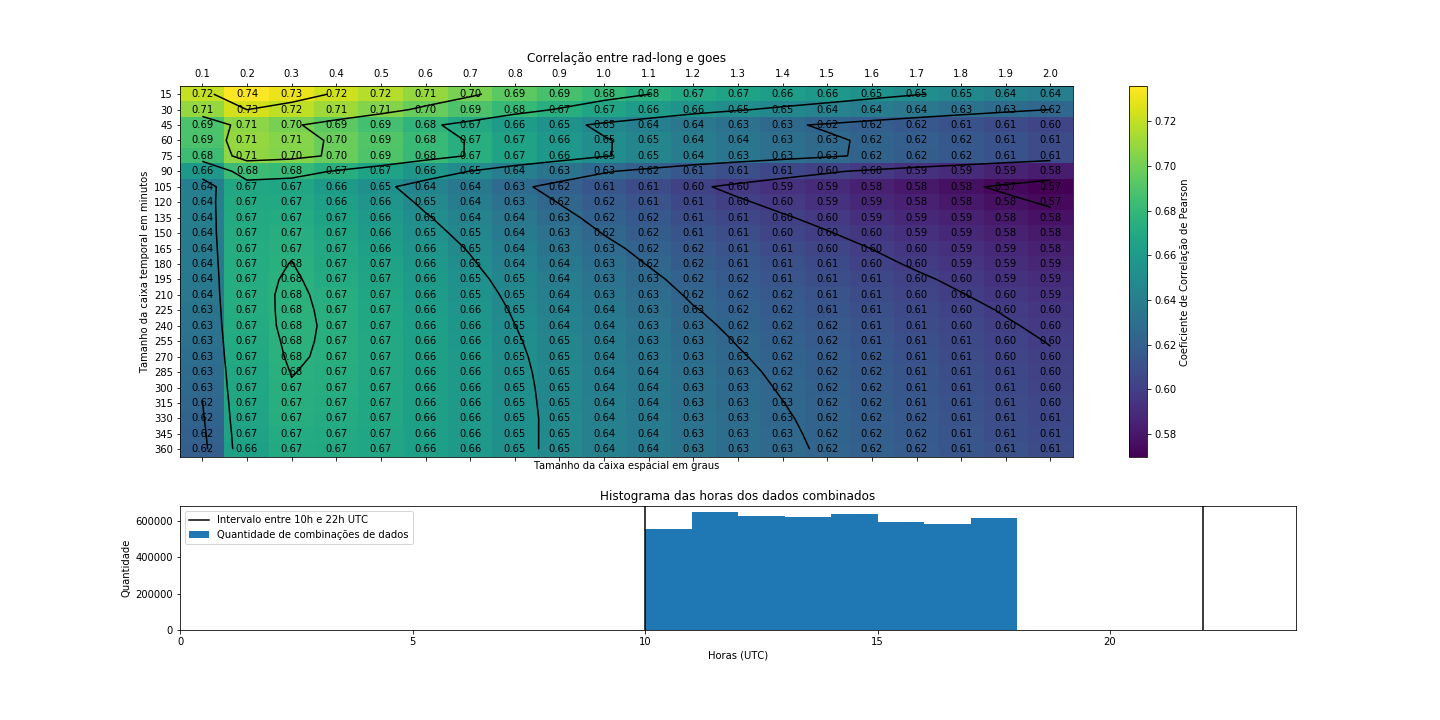 Correlação entre rad-long e goes
0.1 0.2 0.3 0.4 0.5 0.6 0.7 0.8 0.9 1.0 1.1 1.2 1.3 1.4 1.5 1.6 1.7 1.8 1.9 2.0
15 0.72 0.74 0.73 0.72 0.72 0.71 0.70 0.69 0.69 0.68 0.68 0.67 0.67 0.66 0.66 0.65 0.65 0.65 0.64 0.64
30 0.71 0.73 0.72 0.71 0.71 0.70 0.69 0.68 0.67 0.67 0.66 0.66 0.65 0.65 0.64 0.64 0.64 0.63 0.63 0.62
45 0.69 0.71 0.70 0.69 0.69 0.68 0.67 0.66 0.65 0.65 0.64 0.64 0.63 0.63 0.62 0.62 0.62 0.61 0.61 0.60
60 0.69 0.71 0.71 0.70 0.69 0.68 0.67 0.67 0.66 0.65 0.65 0.64 0.64 0.63 0.63 0.62 0.62 0.62 0.61 0.61
75 0.68 0.71 0.70 0.70 0.69 0.68 0.67 0.67 0.66 0.65 0.65 0.64 0.63 0.63 0.63 0.62 0.62 0.62 0.61 0.61
90 0.66 0.68 0.68 0.67 0.67 0.66 0.65 0.64 0.63 0.63 0.62 0.62 0.61 0.61 0.60 0.60 0.59 0.59 0.59 0.58
105 0.64 0.67 0.67 0.66 0.65 0.64 0.64 0.63 0.62 0.61 0.61 0.60 0.60 0.59 0.59 0.58 0.58 0.58 0.57 0.57
120 0.64 0.67 0.67 0.66 0.66 0.65 0.64 0.63 0.62 0.62 0.61 0.61 0.60 0.60 0.59 0.59 0.58 0.58 0.58 0.57
135 0.64 0.67 0.67 0.67 0.66 0.65 0.64 0.64 0.63 0.62 0.62 0.61 0.61 0.60 0.60 0.59 0.59 0.59 0.58 0.58
150 0.64 0.67 0.67 0.67 0.66 0.65 0.65 0.64 0.63 0.62 0.62 0.61 0.61 0.60 0.60 0.60 0.59 0.59 0.58 0.58
165 0.64 0.67 0.67 0.67 0.66 0.66 0.65 0.64 0.63 0.63 0.62 0.62 0.61 0.61 0.60 0.60 0.60 0.59 0.59 0.58
180 0.64 0.67 0.68 0.67 0.67 0.66 0.65 0.64 0.64 0.63 0.62 0.62 0.61 0.61 0.61 0.60 0.60 0.59 0.59 0.59
195 0.64 0.67 0.68 0.67 0.67 0.66 0.65 0.65 0.64 0.63 0.63 0.62 0.62 0.61 0.61 0.61 0.60 0.60 0.59 0.59
210 0.64 0.67 0.68 0.67 0.67 0.66 0.66 0.65 0.64 0.63 0.63 0.62 0.62 0.62 0.61 0.61 0.60 0.60 0.60 0.59
225 0.63 0.67 0.68 0.67 0.67 0.66 0.66 0.65 0.64 0.64 0.63 0.63 0.62 0.62 0.61 0.61 0.61 0.60 0.60 0.60
240 0.63 0.67 0.68 0.67 0.67 0.66 0.66 0.65 0.64 0.64 0.63 0.63 0.62 0.62 0.62 0.61 0.61 0.60 0.60 0.60
255 0.63 0.67 0.68 0.67 0.67 0.66 0.66 0.65 0.65 0.64 0.63 0.63 0.62 0.62 0.62 0.61 0.61 0.61 0.60 0.60
270 0.63 0.67 0.68 0.67 0.67 0.66 0.66 0.65 0.65 0.64 0.63 0.63 0.63 0.62 0.62 0.61 0.61 0.61 0.60 0.60
285 0.63 0.67 0.68 0.67 0.67 0.66 0.66 0.65 0.65 0.64 0.64 0.63 0.63 0.62 0.62 0.62 0.61 0.61 0.61 0.60
300 0.63 0.67 0.67 0.67 0.67 0.66 0.66 0.65 0.65 0.64 0.64 0.63 0.63 0.62 0.62 0.62 0.61 0.61 0.61 0.60
315 0.62 0.67 0.67 0.67 0.67 0.66 0.66 0.65 0.65 0.64 0.64 0.63 0.63 0.63 0.62 0.62 0.61 0.61 0.61 0.60
330 0.62 0.67 0.67 0.67 0.67 0.66 0.66 0.65 0.65 0.64 0.64 0.63 0.63 0.63 0.62 0.62 0.62 0.61 0.61 0.61
345 0.62 0.67 0.67 0.67 0.67 0.66 0.66 0.65 0.65 0.64 0.64 0.63 0.63 0.63 0.62 0.62 0.62 0.61 0.61 0.61
360 0.62 0.66 0.67 0.67 0.67 0.66 0.66 0.65 0.65 0.64 0.64 0.63 0.63 0.63 0.62 0.62 0.62 0.61 0.61 0.61
Tamanho da caixa temporal em minutos
Tamanho da caixa espacial em graus
0.72
0.70
0.68
0.66
0.64
0.62
0.60
0.58
Coeficiente de Correlação de Pearson
Histograma das horas dos dados combinados
Intervalo entre 10h e 22h UTC
Quantidade de combinações de dados
600000
400000
200000
0
Quantidade
0 5 10 15 20
Horas (UTC)